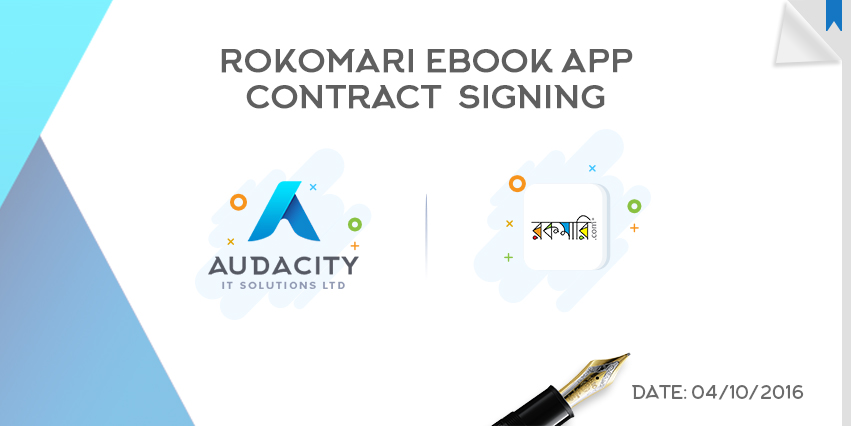 ROKOMARI EBOOK APP
CONTRACT SIGNING
AUDACITY
IT SOLUTIONS LTD
রকমারি.com
DATE: 04/10/2016